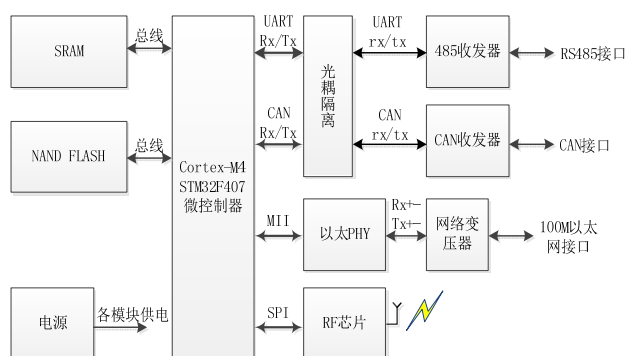 SRAM
总线
NAND FLASH
总线
电源
各模块供电
Cortex-M4
STM32F407
微控制器
UART
Rx/Tx
CAN
Rx/Tx
MII
SPI
光耦隔离
UART
rx/tx
CAN
rx/tx
485收发器
RS485接口
CAN收发器
CAN接口
以太PHY
Rx+-
Tx+-
网络变
压器
100M以太
网接口
RF芯片